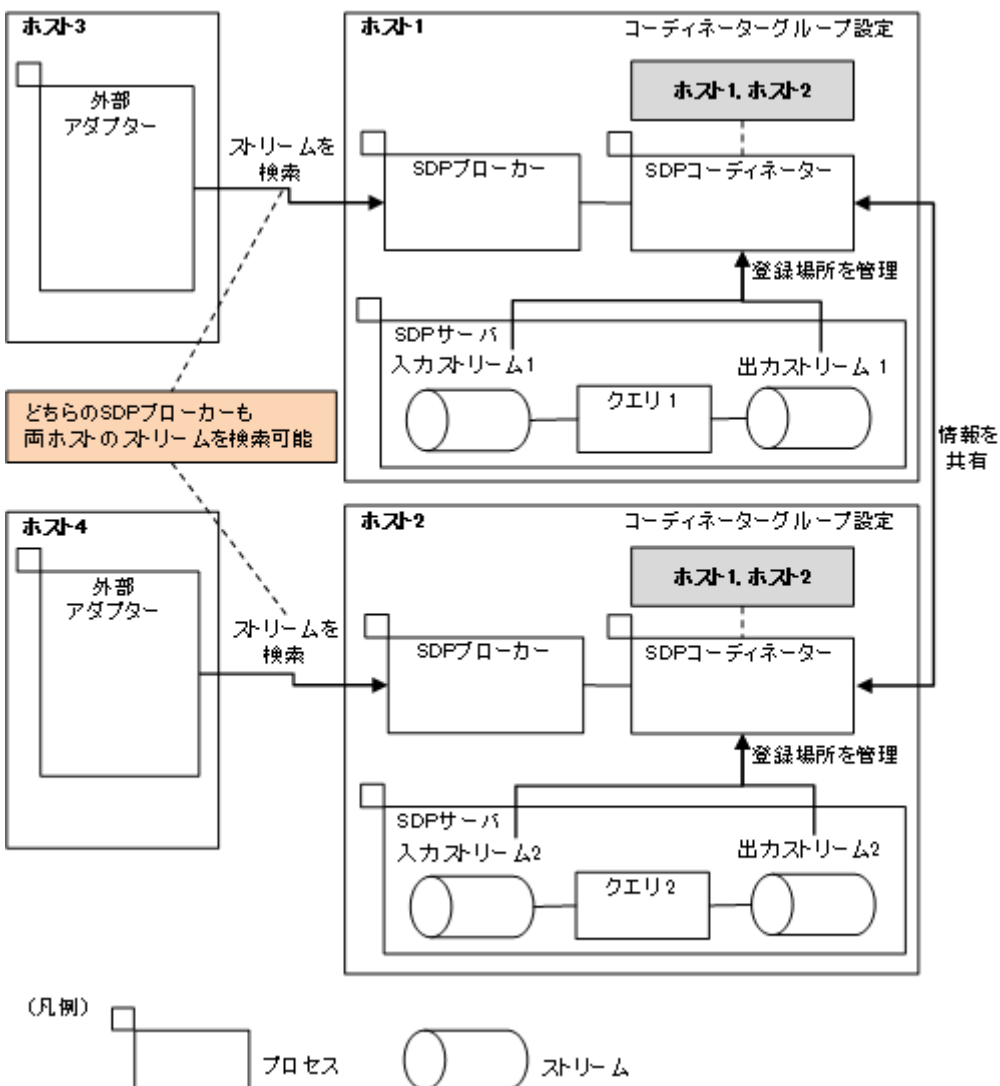 ホスト3
外部
アダプター
ストリームを
検索
ホスト1
コーディネーターグループ設定
ホスト1, ホスト2
SDPブローカー
SDPコーディネーター
登録場所を管理
SDPサーバ
入力ストリーム1
出力ストリーム 1
クエリ 1
どちらのSDPブローカーも
両ホストのストリームを検索可能
情報を
共有
ホスト4
外部
アダプター
ストリームを
検索
ホスト2
コーディネーターグループ設定
ホスト1, ホスト2
SDPブローカー
SDPコーディネーター
登録場所を管理
SDPサーバ
入力ストリーム2
出力ストリーム2
クエリ 2
(凡例)
プロセス
ストリーム